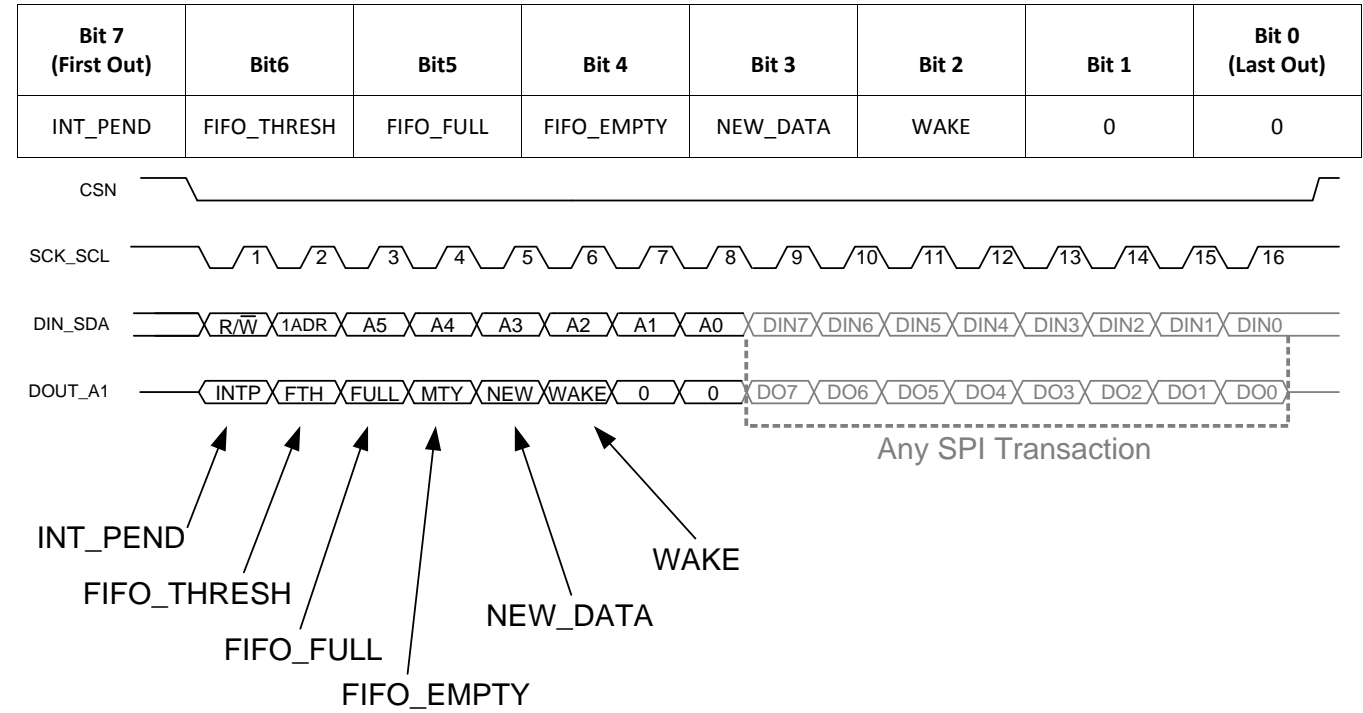 Bit 7 (First Out) Bit6 Bit5 Bit 4 Bit 3 Bit 2 Bit 1 Bit 0 (Last Out)
INT_PEND FIFO_THRESH FIFO_FULL FIFO_EMPTY NEW_DATA WAKE 0 0
CSN
SCK_SCL 1 2 3 4 5 6 7 8 9 10 11 12 13 14 15 16
DIN_SDA R/W̅ 1ADR A5 A4 A3 A2 A1 A0 DIN7 DIN6 DIN5 DIN4 DIN3 DIN2 DIN1 DIN0
DOUT_A1 INTP FTH FULL MTY NEW WAKE 0 0 DO7 DO6 DO5 DO4 DO3 DO2 DO1 DO0
Any SPI Transaction
INT_PEND
WAKE
FIFO_THRESH
NEW_DATA
FIFO_FULL
FIFO_EMPTY